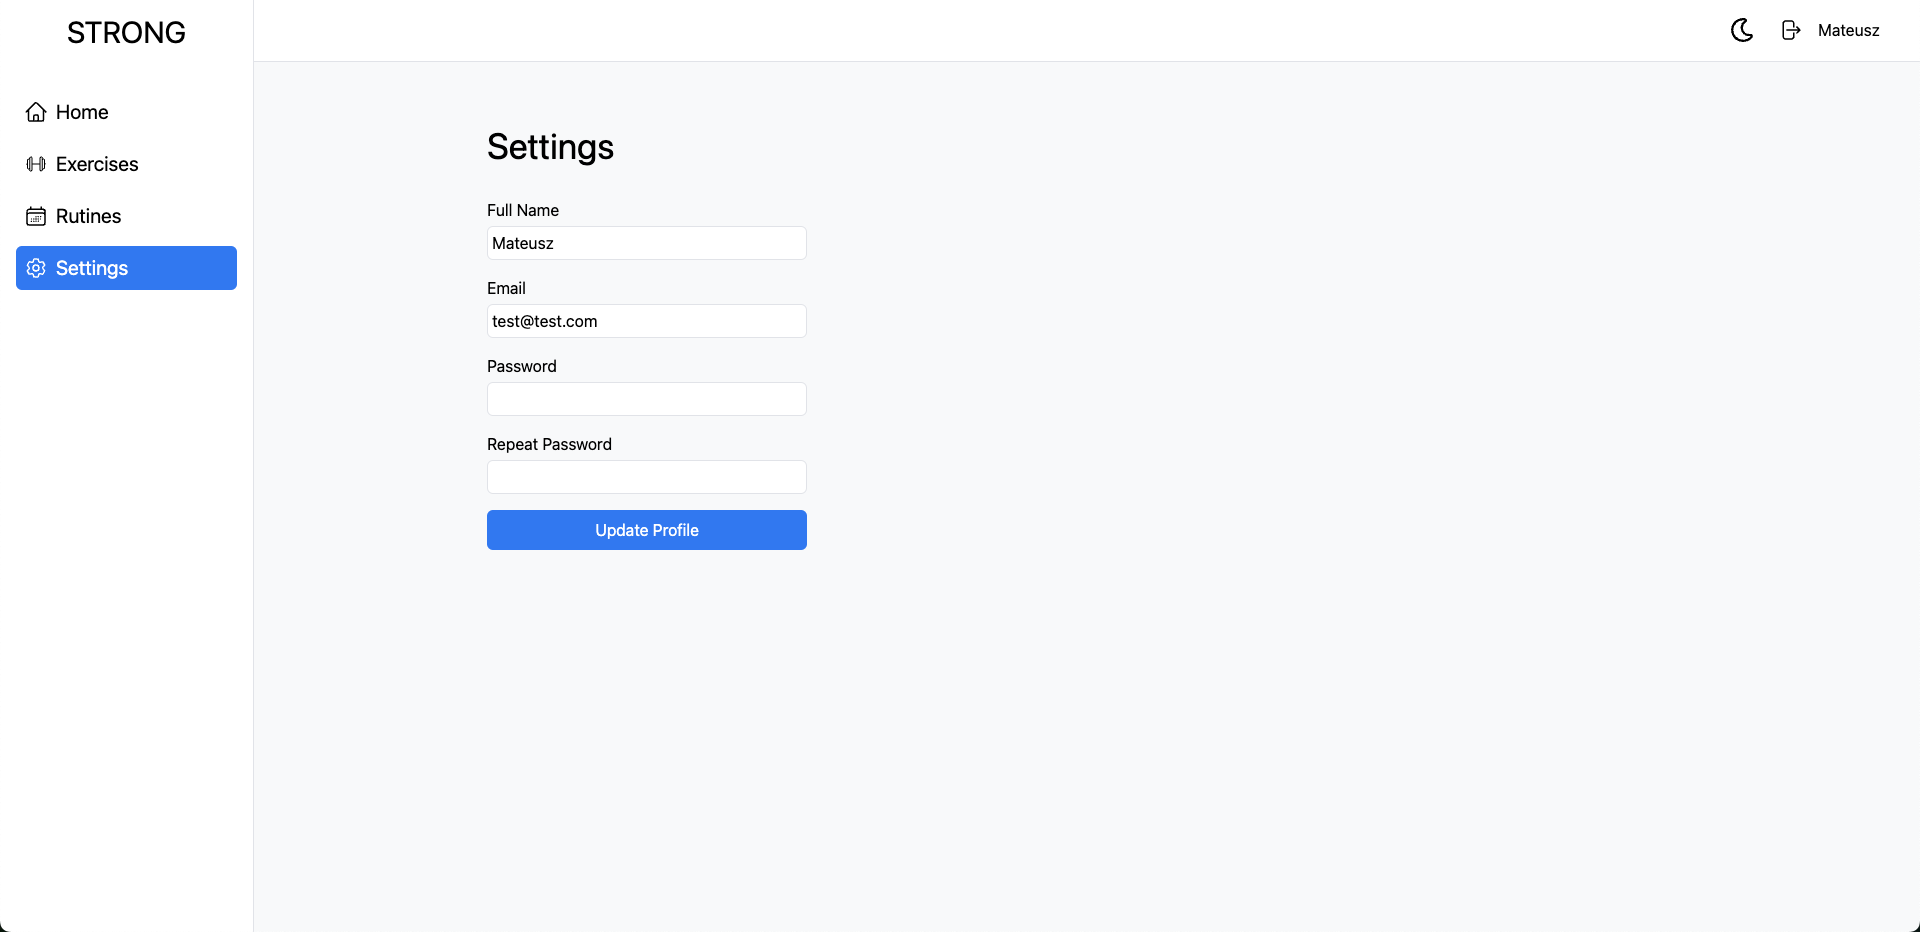 STRONG
Mateusz
Home
Exercises
Rutines
Settings
Settings
Full Name
Mateusz
Email
test@test.com
Password
Repeat Password
Update Profile